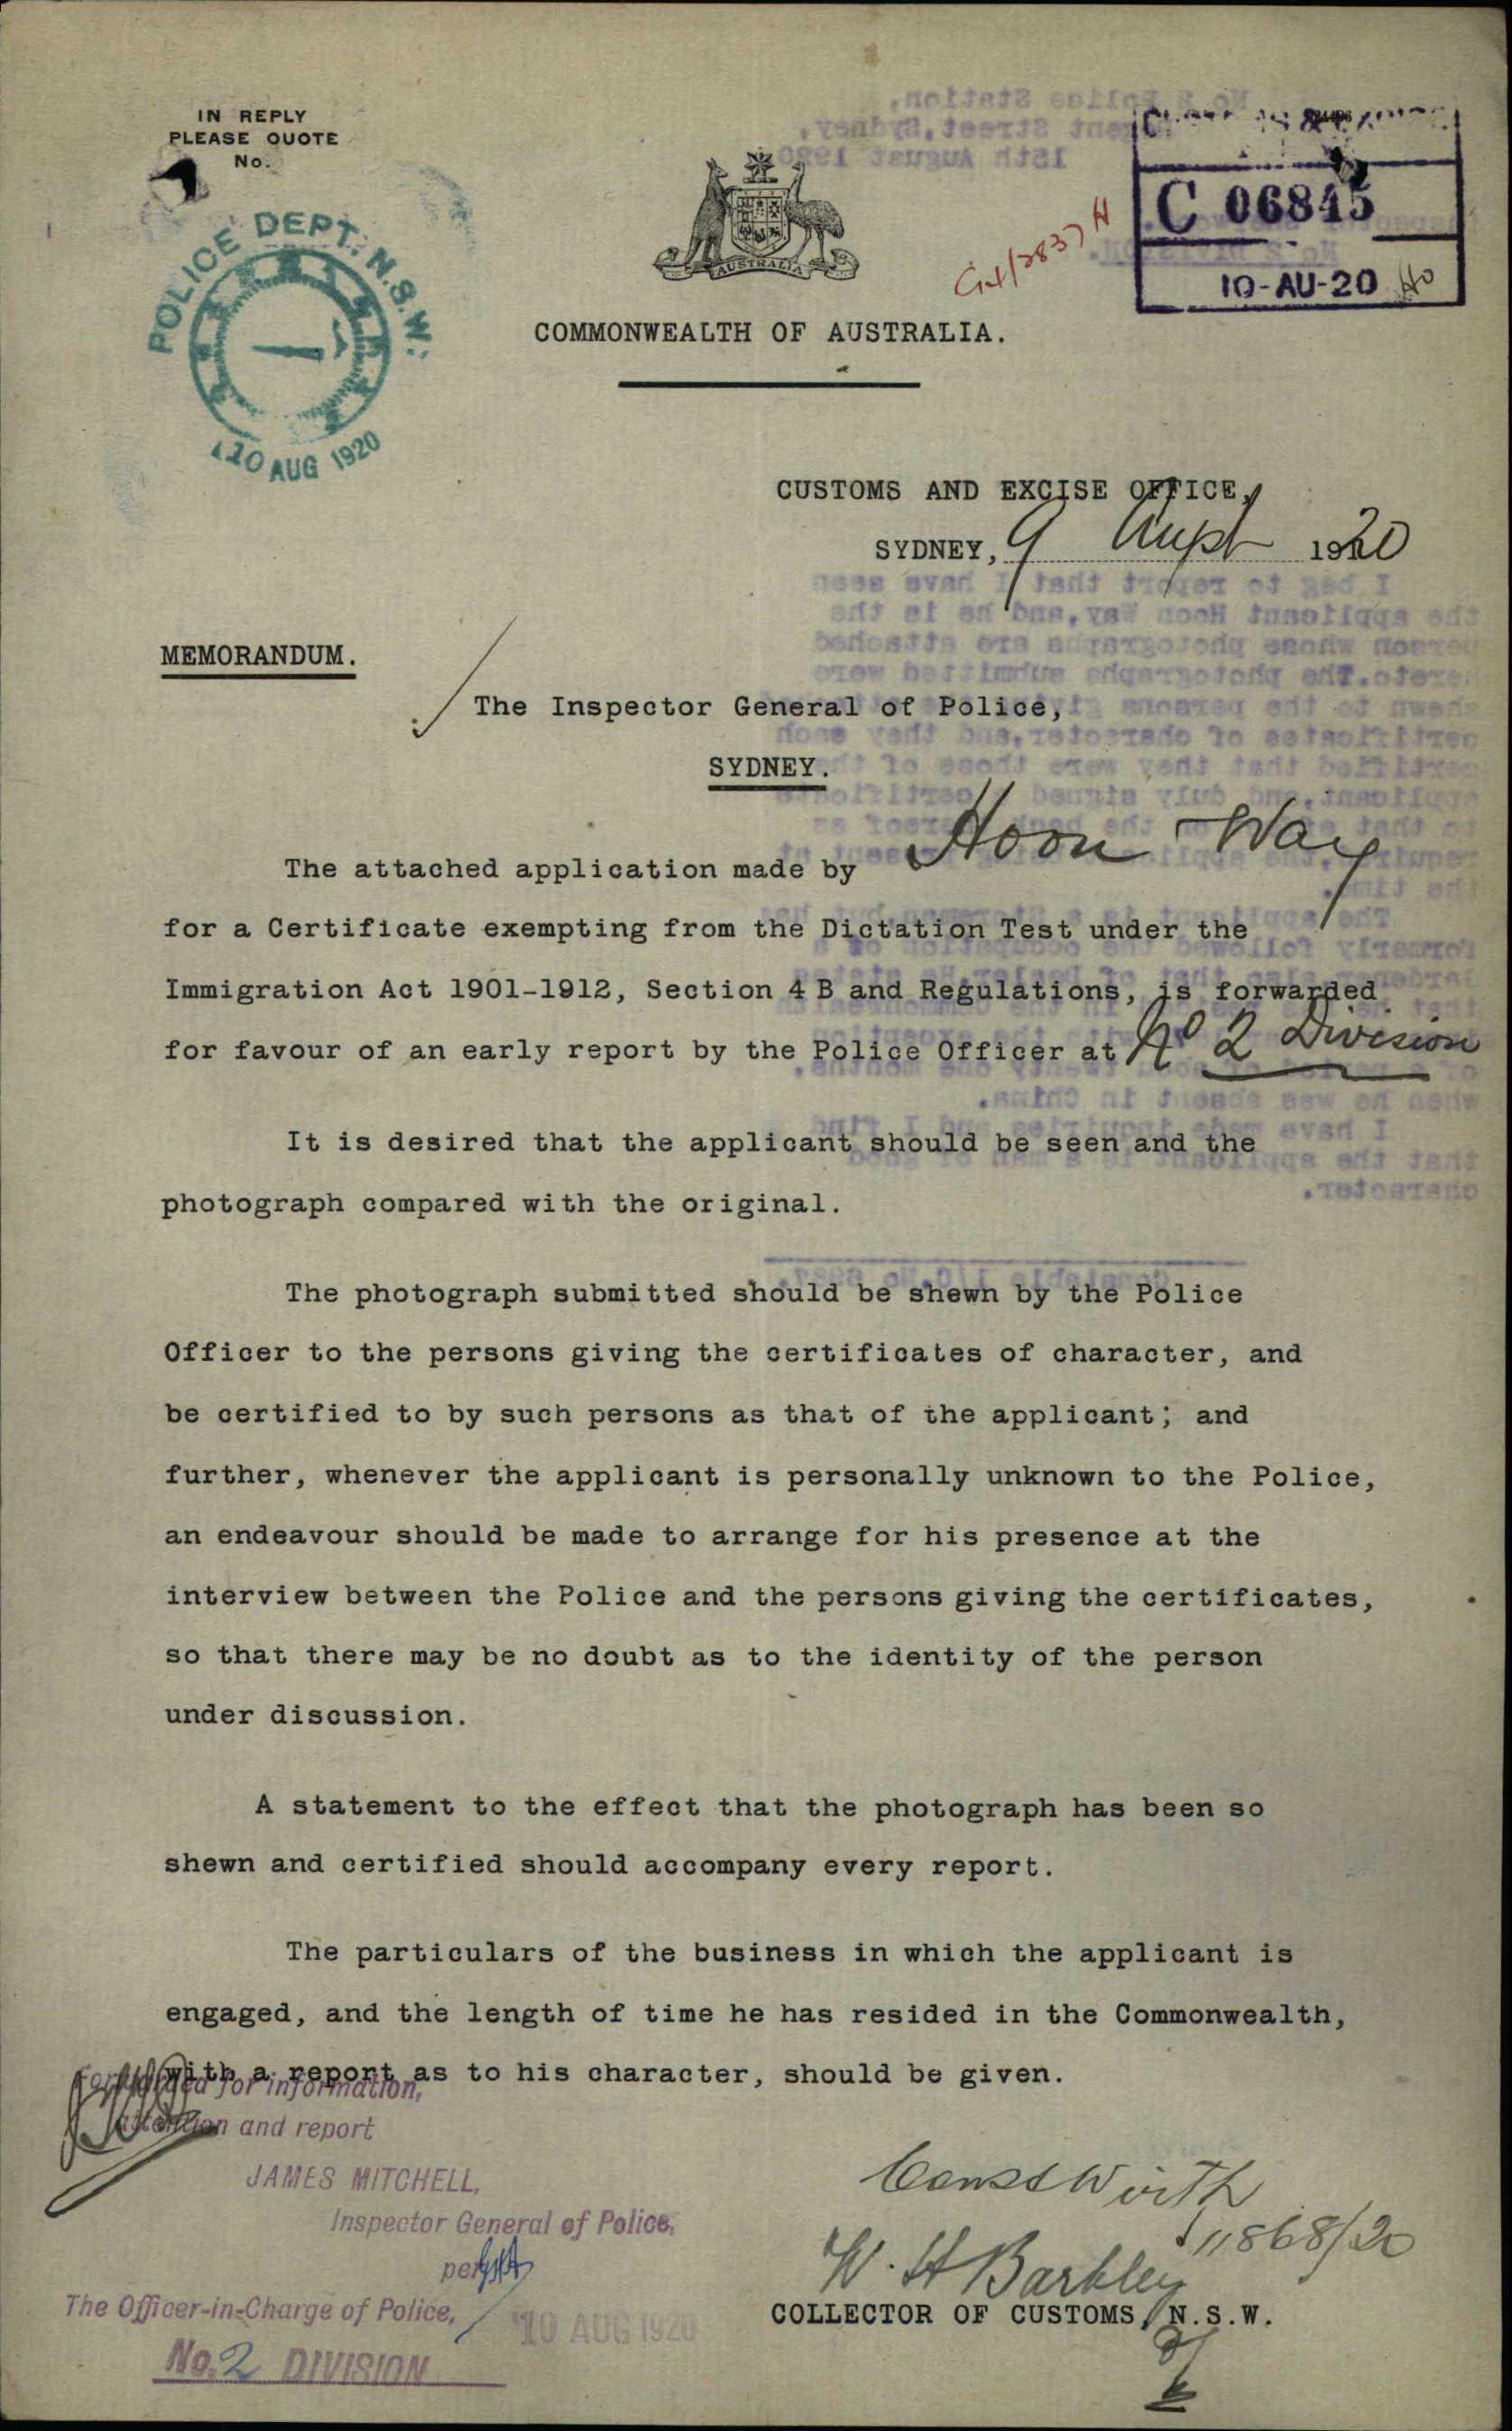 IN REPLY
PLEASE QUOTE
No.
POLICE DEPT. N.S.W.
10 AUG 1920
AUSTRALIA
C 06845
10-AU-20
COMMONWEALTH OF AUSTRALIA.
CUSTOMS AND EXCISE OFFICE,
SYDNEY, 9 Augst 1920
MEMORANDUM.
The Inspector General of Police,
SYDNEY.
The attached application made by Hoon Way
for a Certificate exempting from the Dictation Test under the
Immigration Act 1901-1912, Section 4 B and Regulations, is forwarded
for favour of an early report by the Police Officer at No 2 Division
It is desired that the applicant should be seen and the
photograph compared with the original.
The photograph submitted should be shewn by the Police
Officer to the persons giving the certificates of character, and
be certified to by such persons as that of the applicant; and
further, whenever the applicant is personally unknown to the Police,
an endeavour should be made to arrange for his presence at the
interview between the Police and the persons giving the certificates,
so that there may be no doubt as to the identity of the person
under discussion.
A statement to the effect that the photograph has been so
shewn and certified should accompany every report.
The particulars of the business in which the applicant is
engaged, and the length of time he has resided in the Commonwealth,
with a report as to his character, should be given.
Forwarded for information,
attention and report
JAMES MITCHELL,
Inspector General of Police,
per
The Officer-in-Charge of Police,
10 AUG 1920
No. 2 DIVISION
Const Wirth
11868/20
W. H Barkley
COLLECTOR OF CUSTOMS, N.S.W.